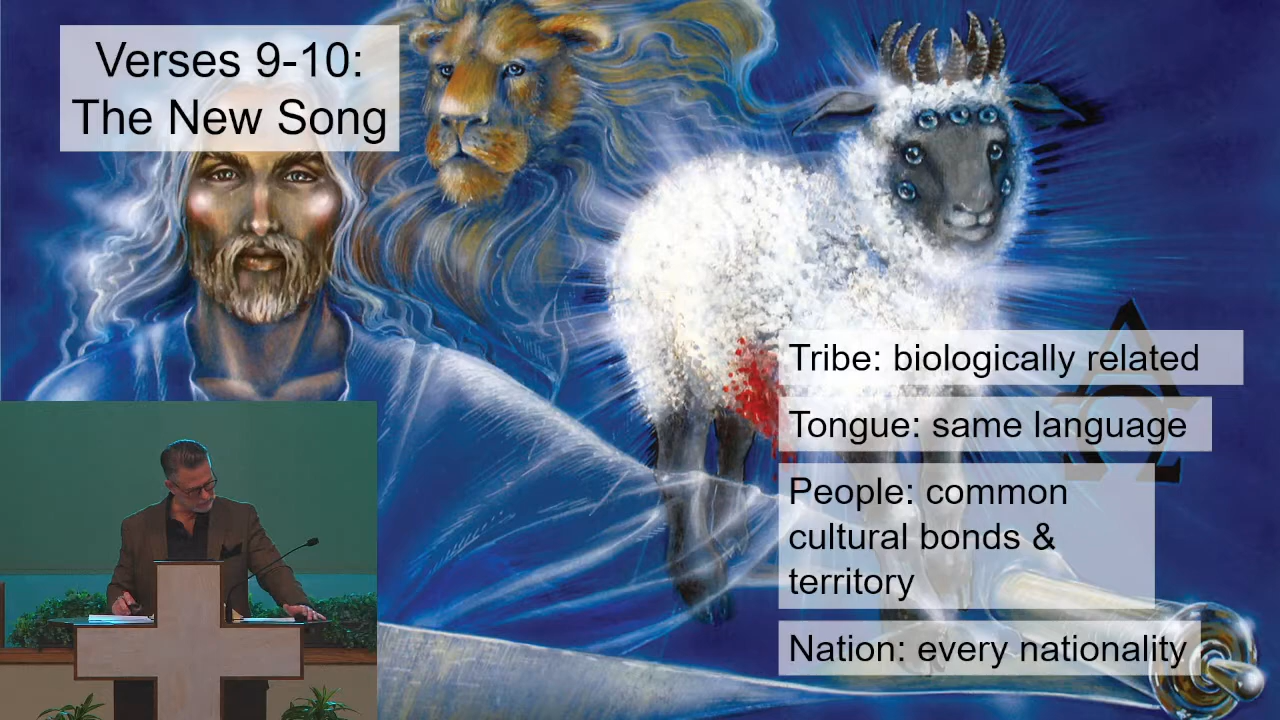 Verses 9-10:
The New Song
Tribe: biologically related
Tongue: same language
People: common
cultural bonds &
territory
Nation: every nationality